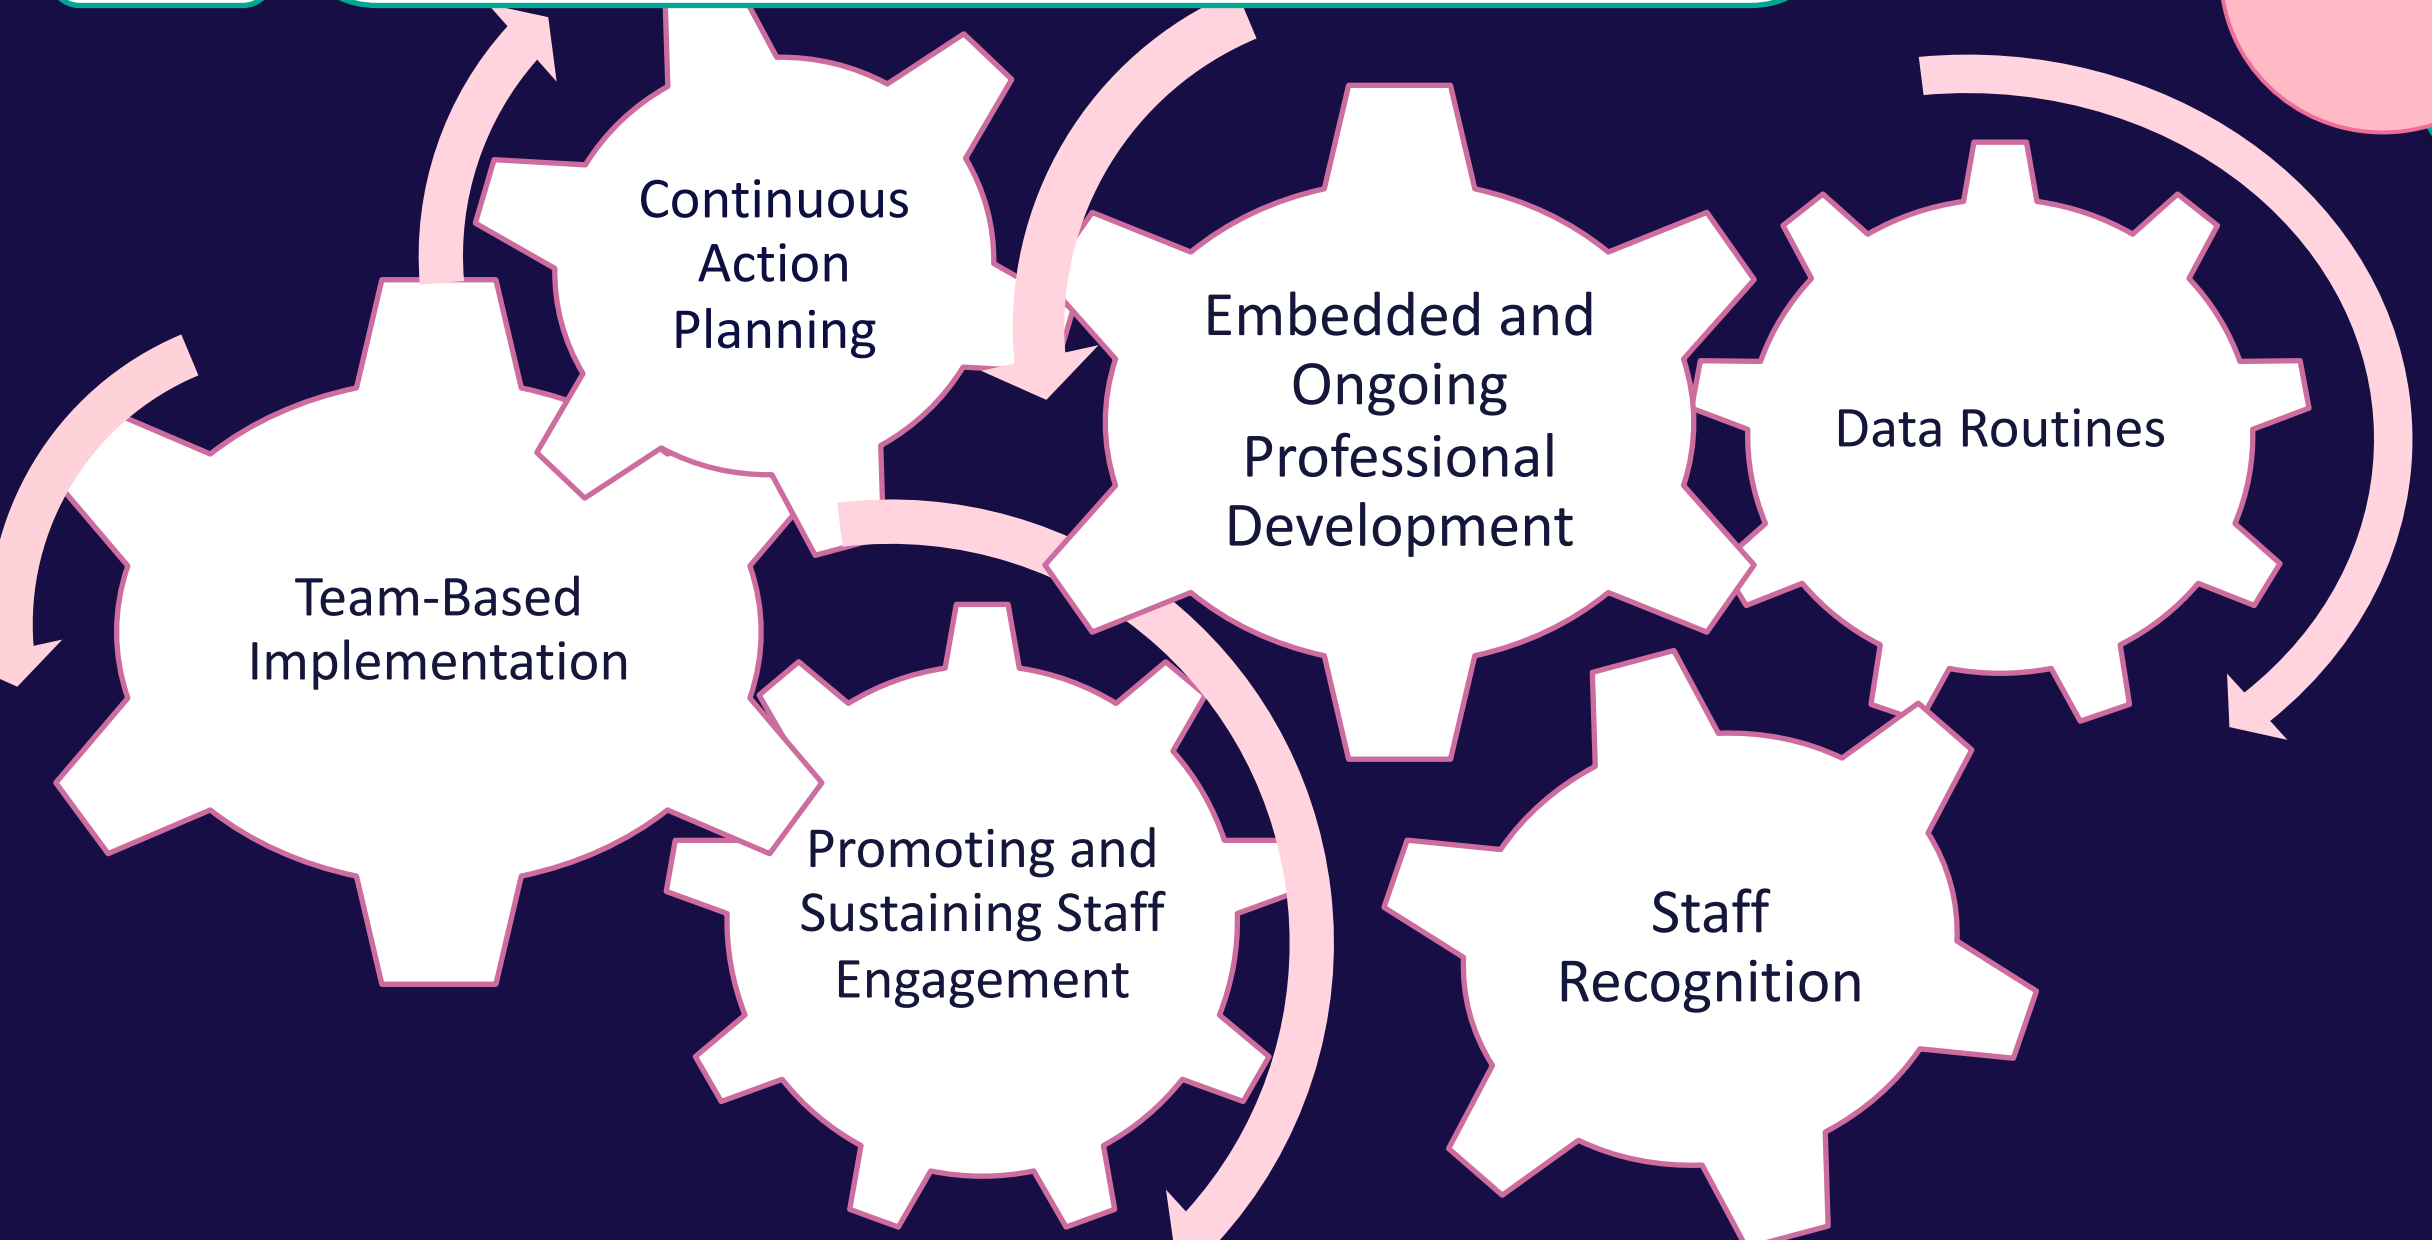 Continuous
Action
Planning
Embedded and
Ongoing
Professional
Development
Data Routines
Team-Based
Implementation
Promoting and
Sustaining Staff
Engagement
Staff
Recognition